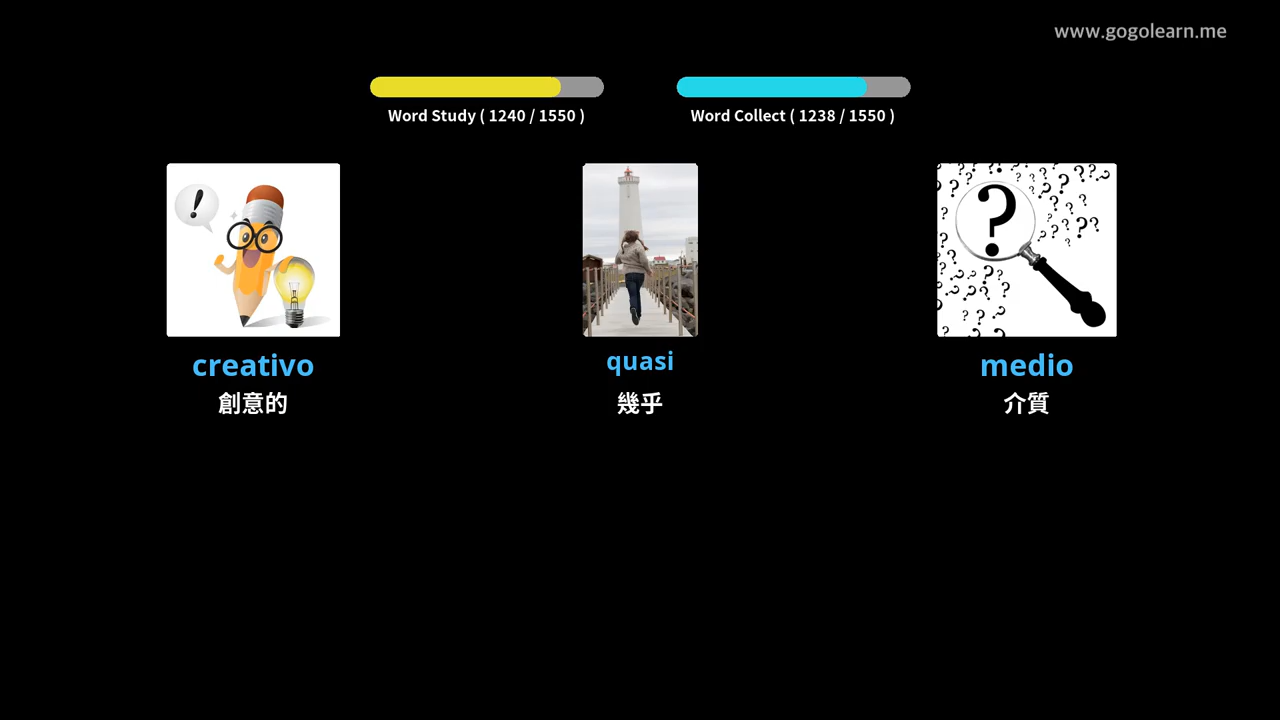 www.gogolearn.me
Word Study ( 1240 / 1550 )
Word Collect ( 1238 / 1550 )
creativo
創意的
quasi
幾乎
medio
介質